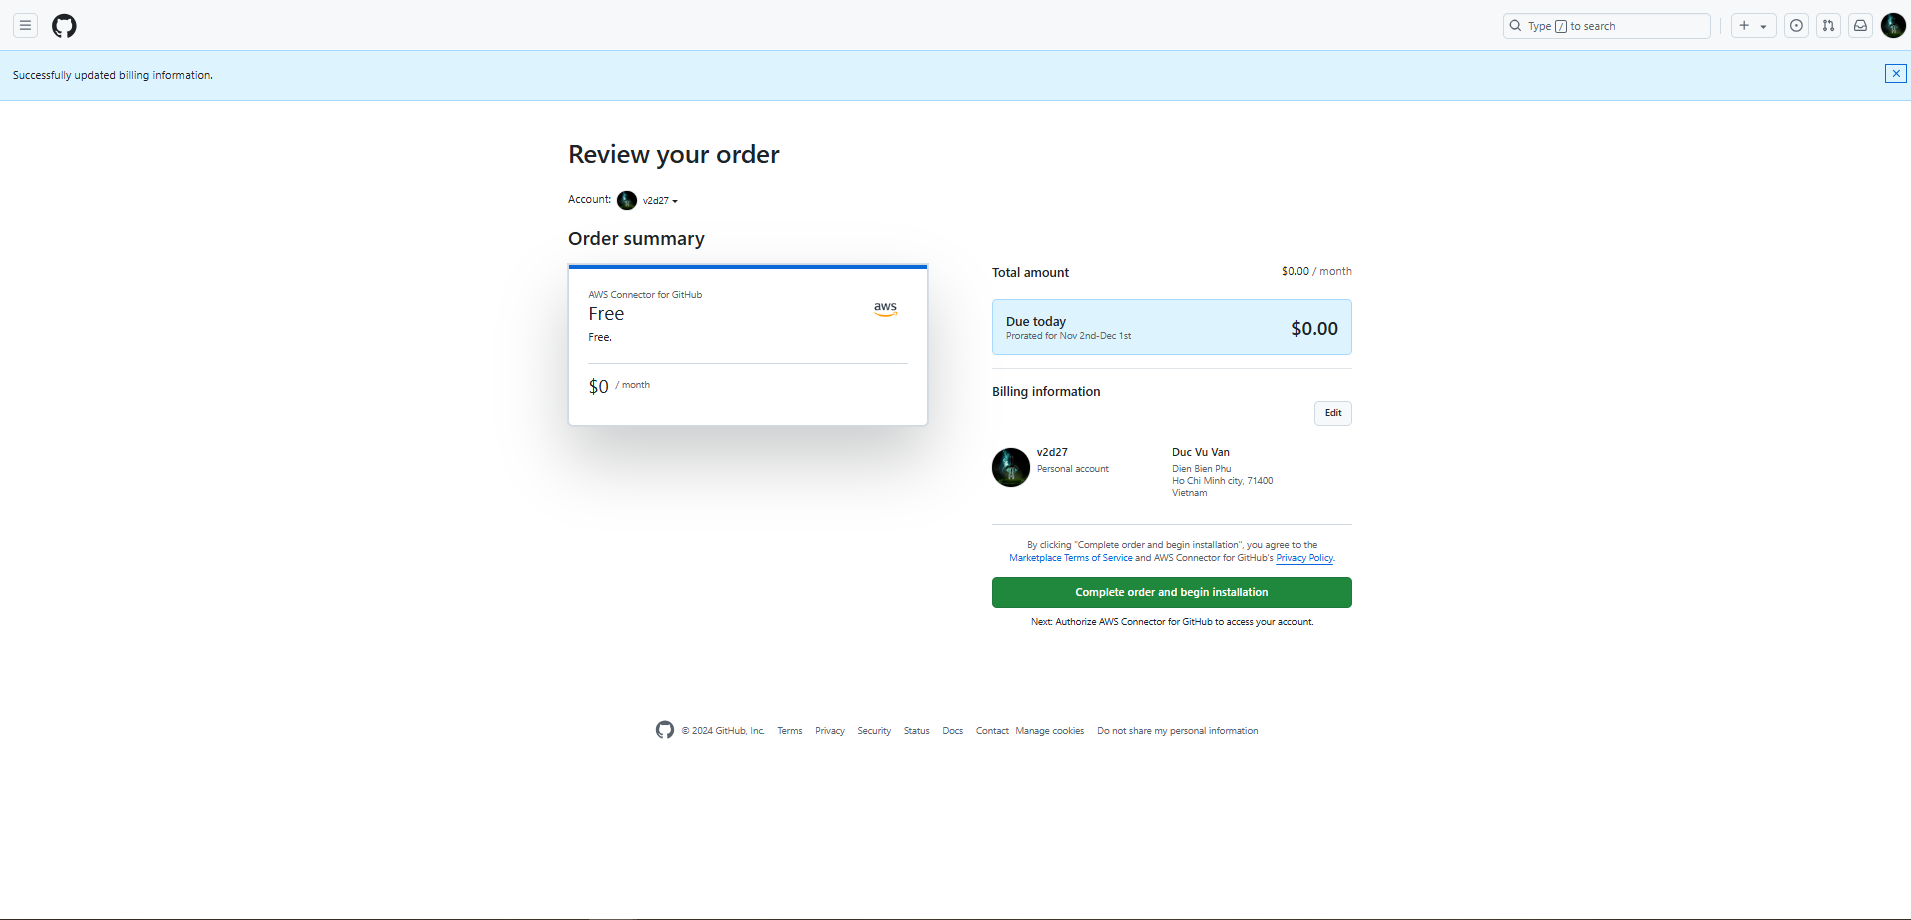 Type / to search
Successfully updated billing information.
Review your order
Account: v2d27
Order summary
AWS Connector for GitHub
aws
Free
Free.
$0 / month
Total amount $0.00 / month
Due today
Prorated for Nov 2nd-Dec 1st
$0.00
Billing information
Edit
v2d27
Personal account
Duc Vu Van
Dien Bien Phu
Ho Chi Minh city, 71400
Vietnam
By clicking "Complete order and begin installation", you agree to the
Marketplace Terms of Service and AWS Connector for GitHub's Privacy Policy.
Complete order and begin installation
Next: Authorize AWS Connector for GitHub to access your account.
© 2024 GitHub, Inc. Terms Privacy Security Status Docs Contact Manage cookies Do not share my personal information